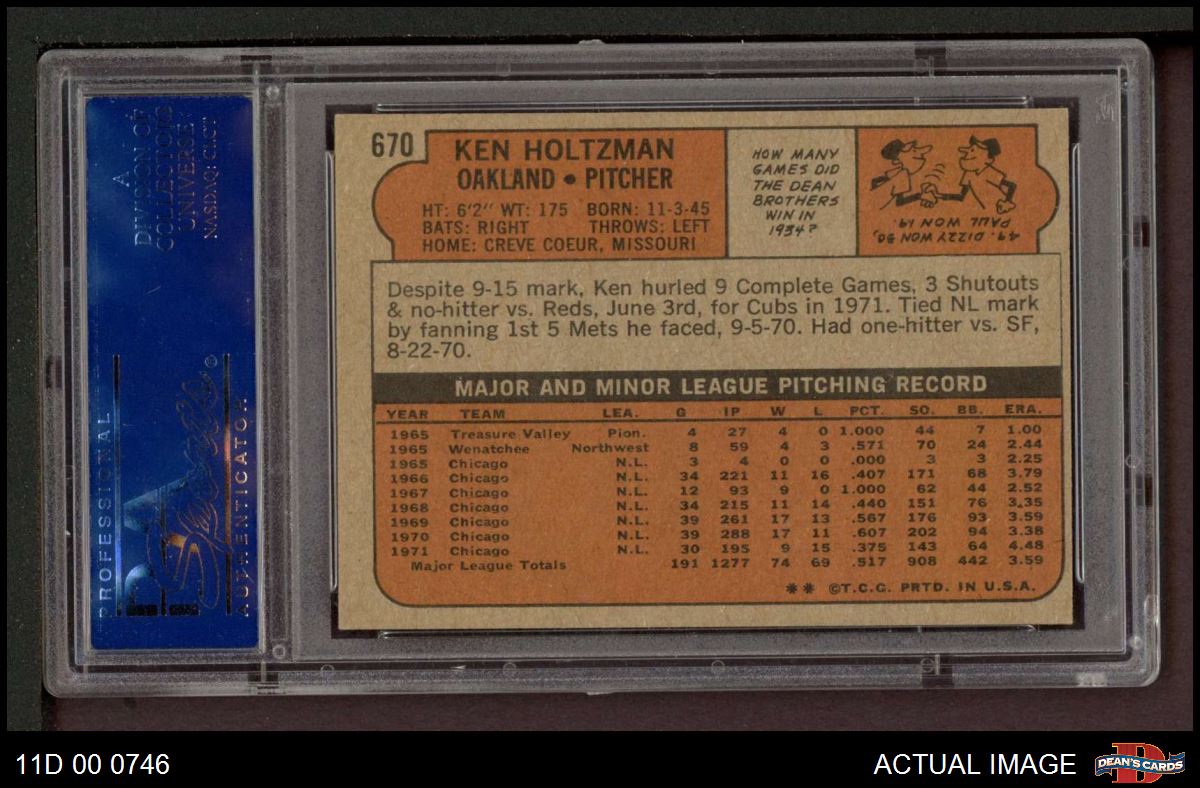 A
DIVISION OF
COLLECTORS
UNIVERSE
NASDAQ: CLCT
PROFESSIONAL
PSA
Sports
®
AUTHENTICATOR
670
KEN HOLTZMAN
OAKLAND • PITCHER
HT: 6'2" WT: 175 BORN: 11-3-45
BATS: RIGHT THROWS: LEFT
HOME: CREVE COEUR, MISSOURI
HOW MANY
GAMES DID
THE DEAN
BROTHERS
WIN IN
1934?
49. DIZZY WON 30,
PAUL WON 19.
Despite 9-15 mark, Ken hurled 9 Complete Games, 3 Shutouts
& no-hitter vs. Reds, June 3rd, for Cubs in 1971. Tied NL mark
by fanning 1st 5 Mets he faced, 9-5-70. Had one-hitter vs. SF,
8-22-70.
MAJOR AND MINOR LEAGUE PITCHING RECORD
YEAR TEAM LEA. G IP W L PCT. SO. BB. ERA.
1965 Treasure Valley Pion. 4 27 4 0 1.000 44 7 1.00
1965 Wenatchee Northwest 8 59 4 3 .571 70 24 2.44
1965 Chicago N.L. 3 4 0 0 .000 3 3 2.25
1966 Chicago N.L. 34 221 11 16 .407 171 68 3.79
1967 Chicago N.L. 12 93 9 0 1.000 62 44 2.52
1968 Chicago N.L. 34 215 11 14 .440 151 76 3.35
1969 Chicago N.L. 39 261 17 13 .567 176 93 3.59
1970 Chicago N.L. 39 288 17 11 .607 202 94 3.38
1971 Chicago N.L. 30 195 9 15 .375 143 64 4.48
Major League Totals 191 1277 74 69 .517 908 442 3.59
** ©T.C.G. PRTD. IN U.S.A.
11D 00 0746
ACTUAL IMAGE
D
DEAN'S CARDS